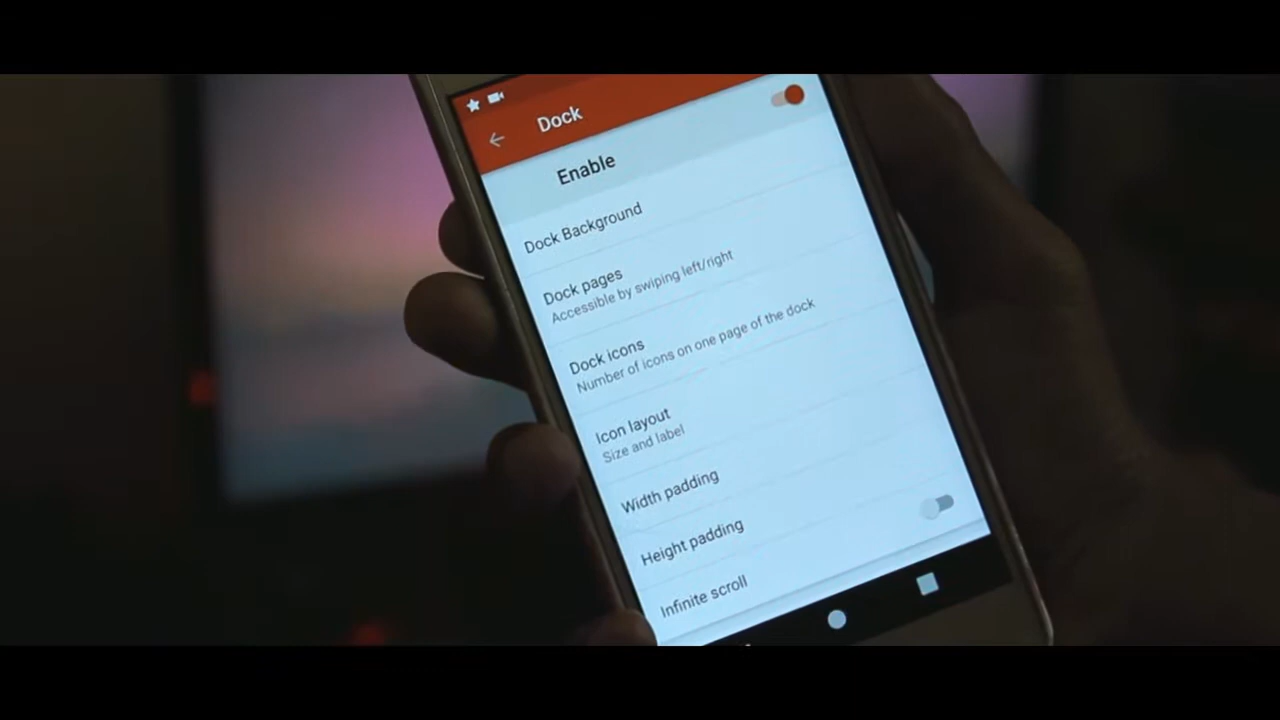 Dock
Enable
Dock Background
Dock pages
Accessible by swiping left/right
Dock icons
Number of icons on one page of the dock
Icon layout
Size and label
Width padding
Height padding
Infinite scroll